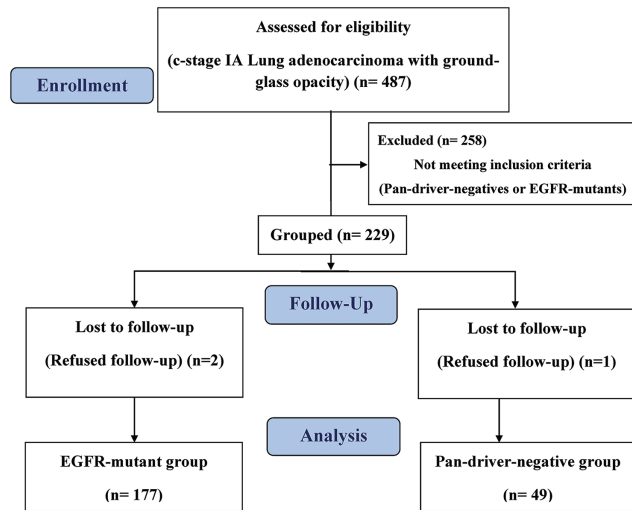 Assessed for eligibility
(c-stage IA Lung adenocarcinoma with ground-
glass opacity) (n= 487)
Enrollment
Excluded (n= 258)
Not meeting inclusion criteria
(Pan-driver-negatives or EGFR-mutants)
Grouped (n= 229)
Follow-Up
Lost to follow-up
(Refused follow-up) (n=2)
Lost to follow-up
(Refused follow-up) (n=1)
Analysis
EGFR-mutant group
(n= 177)
Pan-driver-negative group
(n= 49)